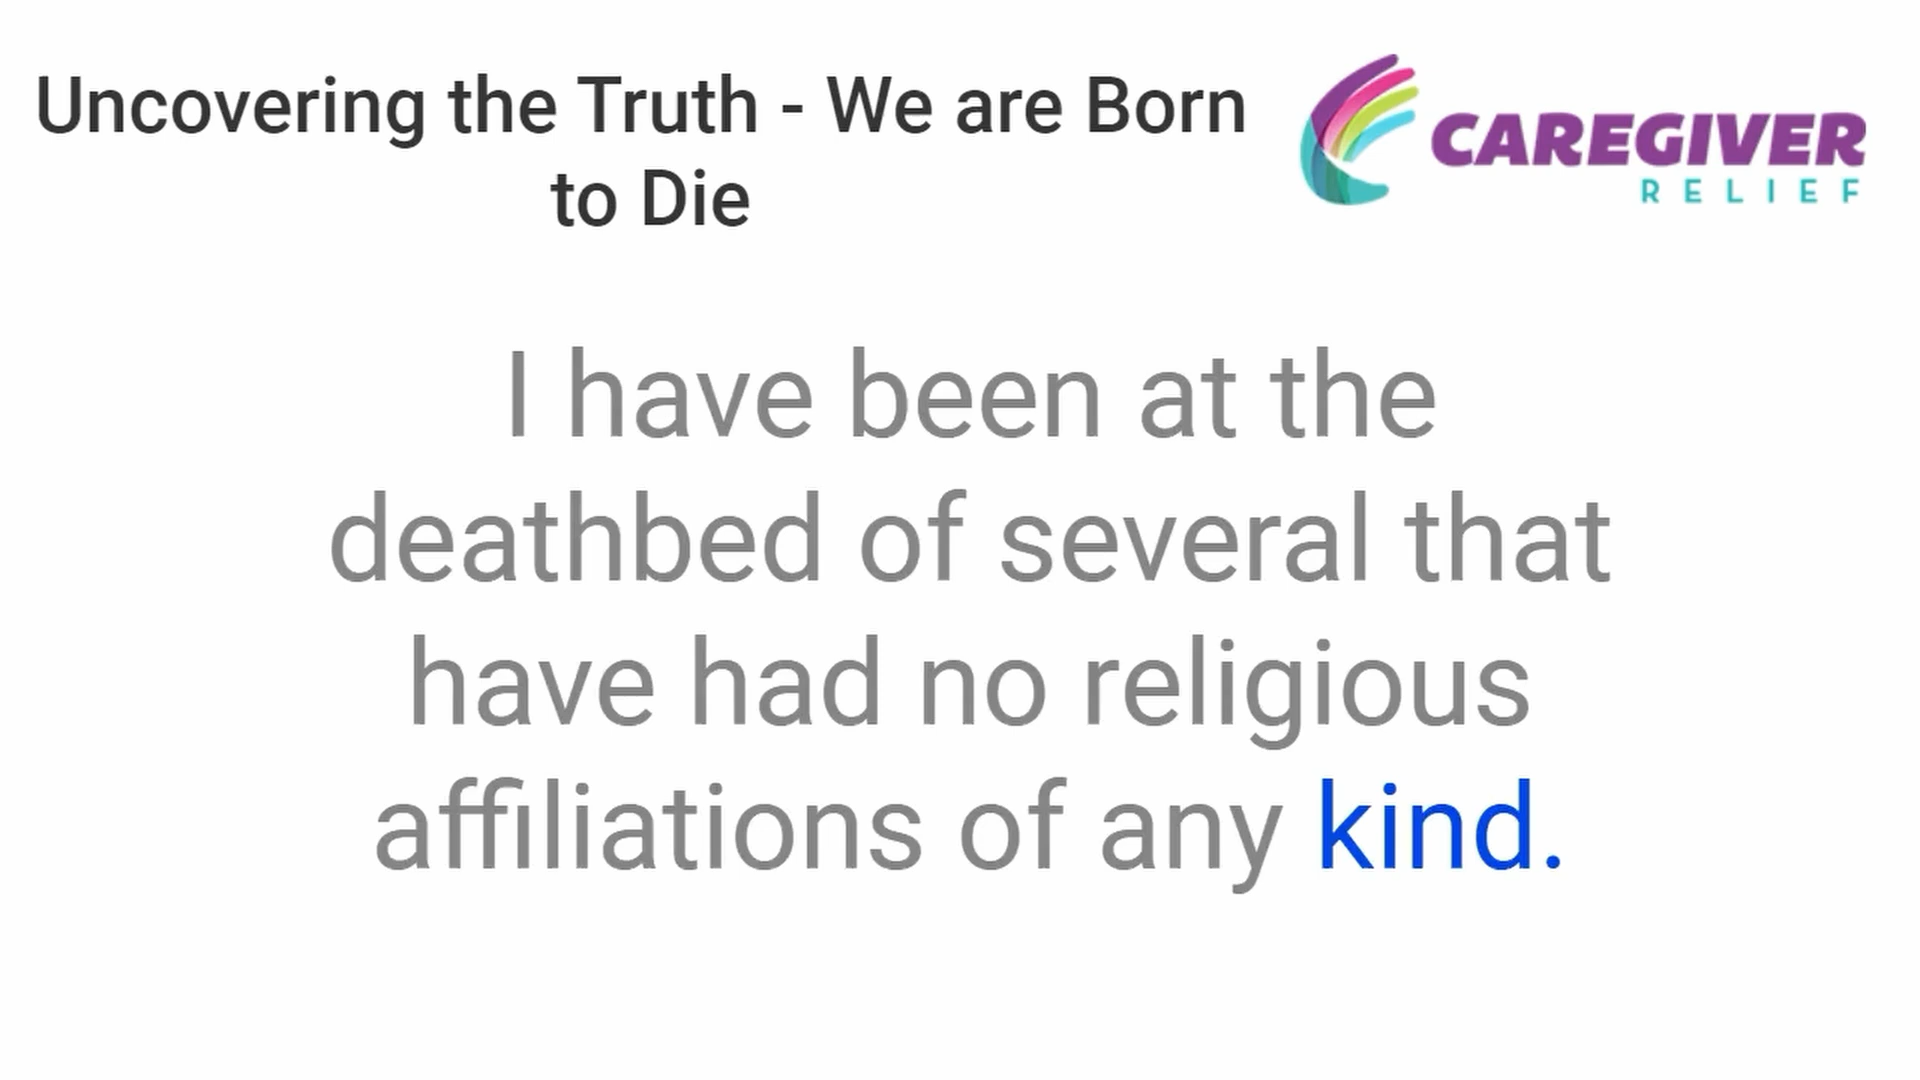 Uncovering the Truth - We are Born
to Die
CAREGIVER
RELIEF
I have been at the
deathbed of several that
have had no religious
affiliations of any kind.